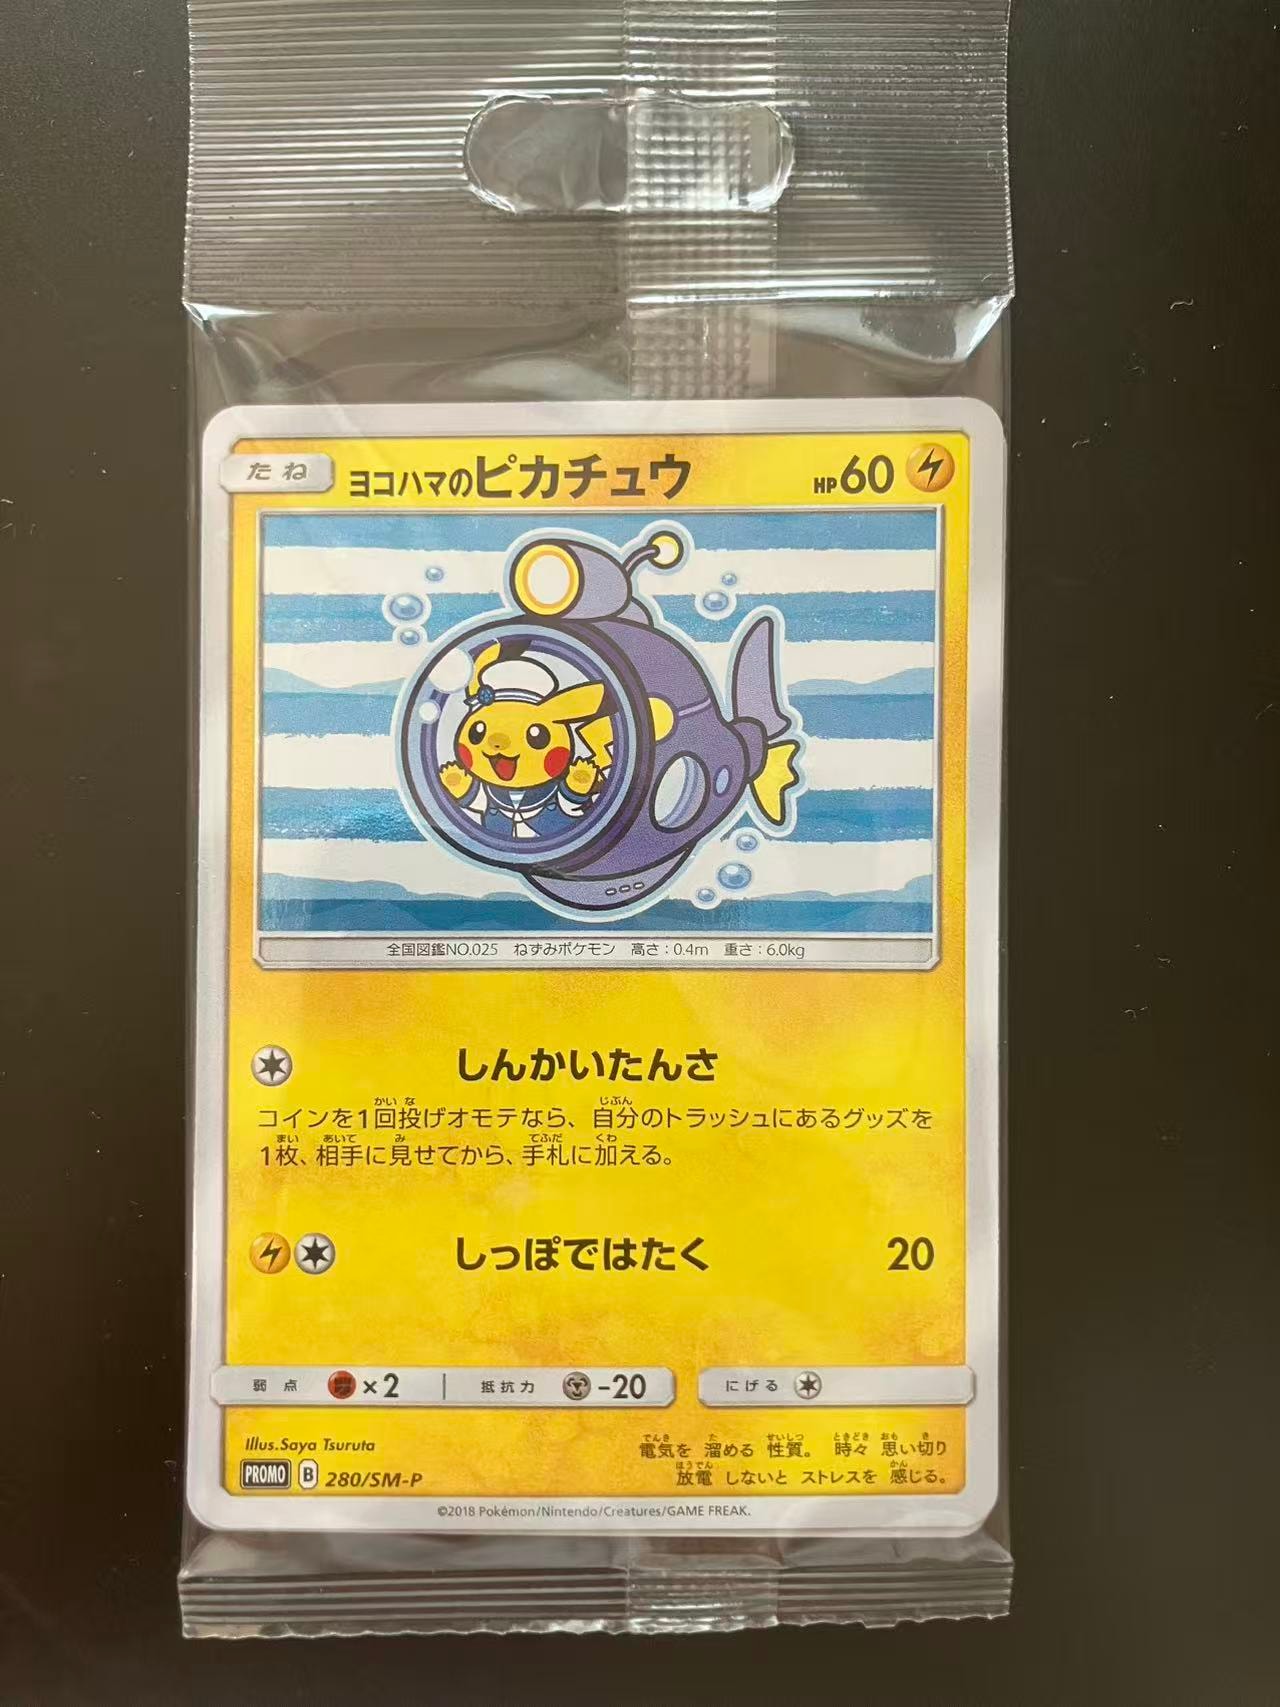 たね ヨコハマのピカチュウ HP60
全国図鑑NO.025 ねずみポケモン 高さ：0.4m 重さ：6.0kg
しんかいたんさ
コインを1回投げオモテなら、自分のトラッシュにあるグッズを
1枚、相手に見せてから、手札に加える。
しっぽではたく 20
弱点 ×2 抵抗力 -20 にげる
Illus.Saya Tsuruta
PROMO B 280/SM-P
電気を 溜める 性質。 時々 思い切り
放電 しないと ストレスを 感じる。
©2018 Pokémon/Nintendo/Creatures/GAME FREAK.